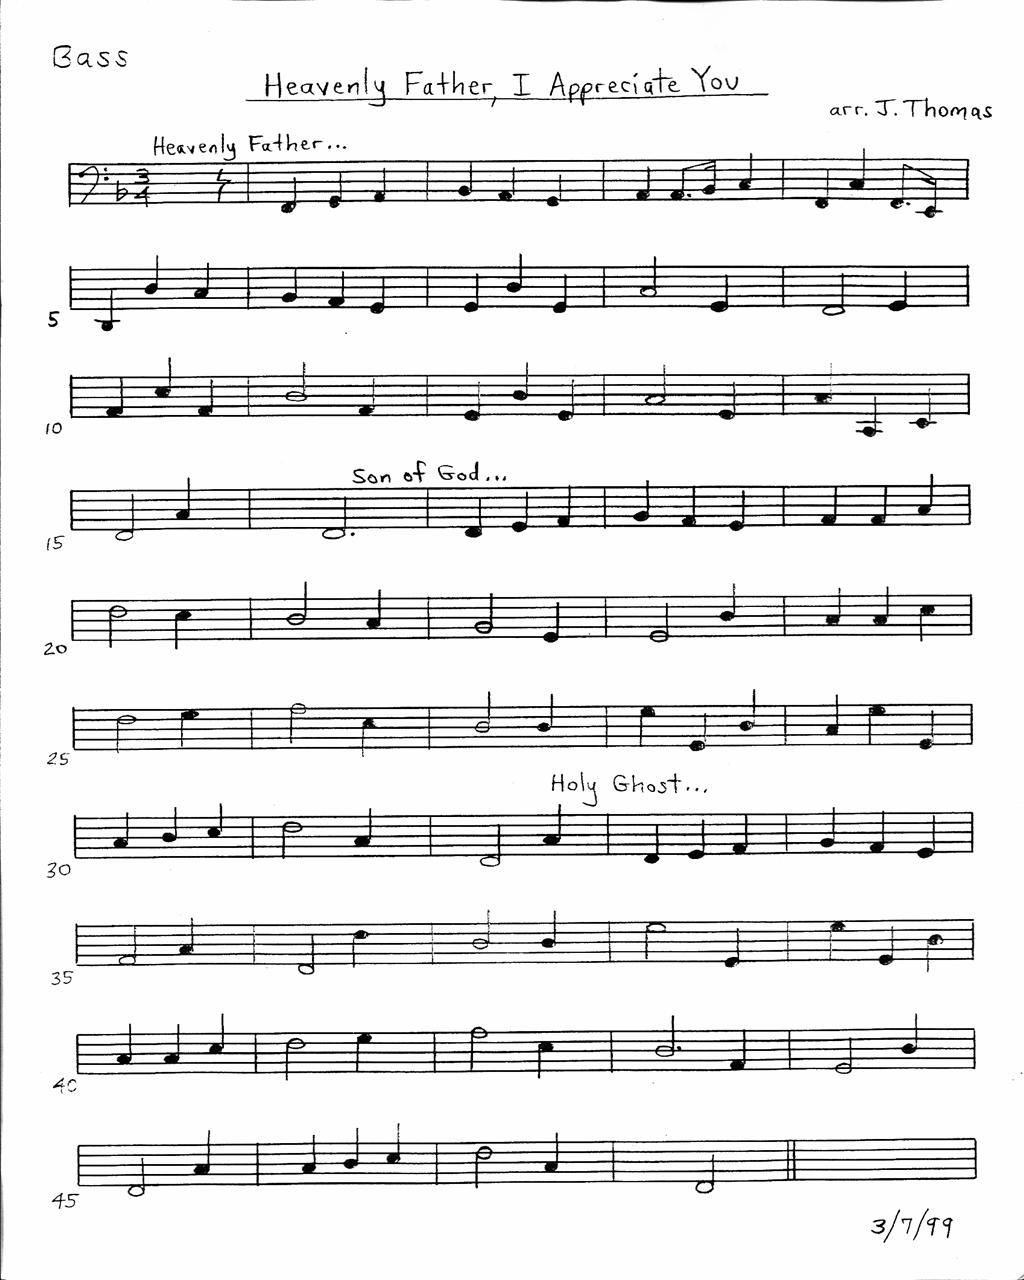 Bass
Heavenly Father, I Appreciate You
arr. J. Thomas
Heavenly Father...
3
4
5
10
Son of God...
15
20
25
Holy Ghost...
30
35
40
45
3/7/99